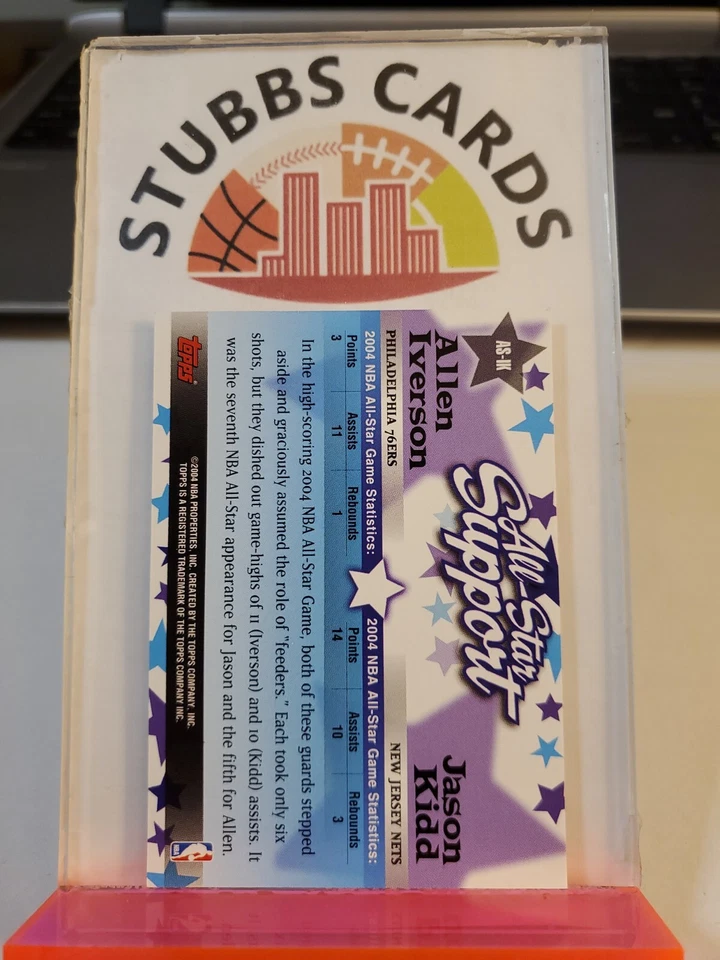 STUBBS CARDS
AS-IK
All-Star
Support
Allen
Iverson
Jason
Kidd
PHILADELPHIA 76ERS
NEW JERSEY NETS
2004 NBA All-Star Game Statistics:
2004 NBA All-Star Game Statistics:
Points Assists Rebounds
3 11 1
Points Assists Rebounds
14 10 3
In the high-scoring 2004 NBA All-Star Game, both of these guards stepped
aside and graciously assumed the role of "feeders." Each took only six
shots, but they dished out game-highs of 11 (Iverson) and 10 (Kidd) assists. It
was the seventh NBA All-Star appearance for Jason and the fifth for Allen.
topps®
©2004 NBA PROPERTIES, INC. CREATED BY THE TOPPS COMPANY, INC.
TOPPS IS A REGISTERED TRADEMARK OF THE TOPPS COMPANY INC.
NBA